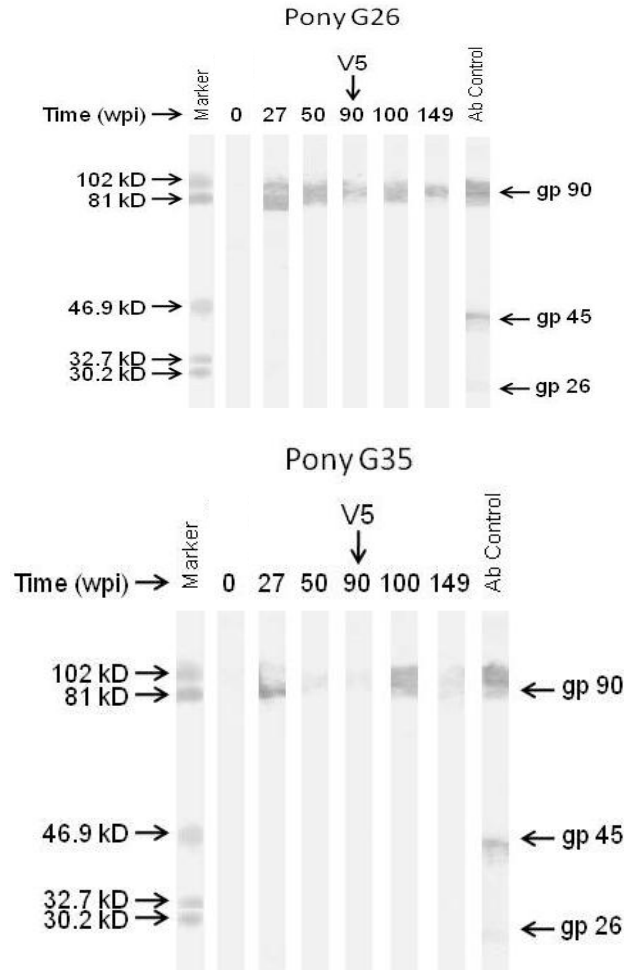 Pony G26
V5
Time (wpi) → 0 27 50 90 100 149
Marker
Ab Control
102 kD →
81 kD →
← gp 90
46.9 kD →
← gp 45
32.7 kD →
30.2 kD →
← gp 26
Pony G35
V5
Time (wpi) → 0 27 50 90 100 149
Marker
Ab Control
102 kD →
81 kD →
← gp 90
46.9 kD →
← gp 45
32.7 kD →
30.2 kD →
← gp 26